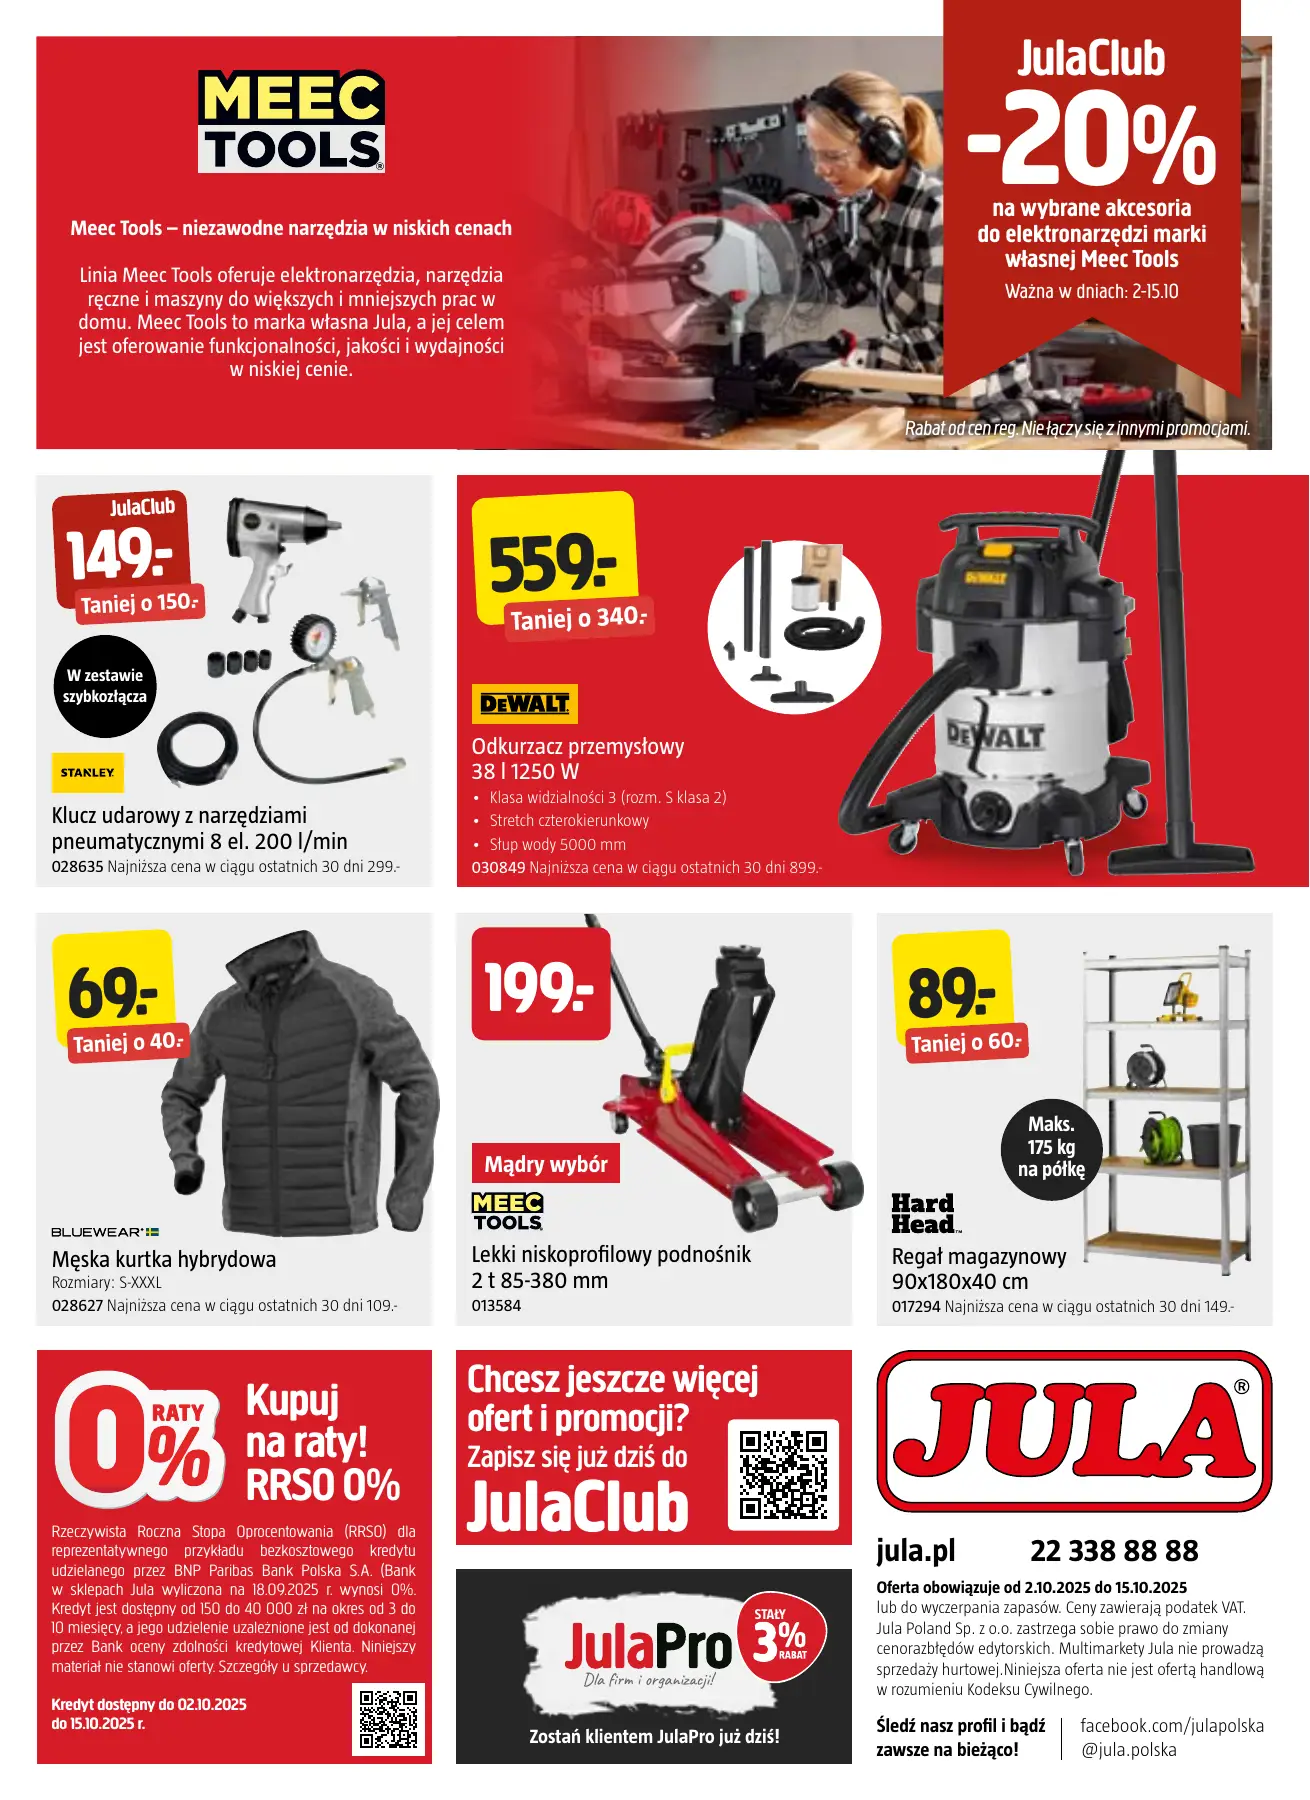 MEEC
TOOLS®
Meec Tools – niezawodne narzędzia w niskich cenach
Linia Meec Tools oferuje elektronarzędzia, narzędzia
ręczne i maszyny do większych i mniejszych prac w
domu. Meec Tools to marka własna Jula, a jej celem
jest oferowanie funkcjonalności, jakości i wydajności
w niskiej cenie.
JulaClub
-20%
na wybrane akcesoria
do elektronarzędzi marki
własnej Meec Tools
Ważna w dniach: 2-15.10
Rabat od cen reg. Nie łączy się z innymi promocjami.
JulaClub
149.-
Taniej o 150.-
W zestawie
szybkozłącza
STANLEY
Klucz udarowy z narzędziami
pneumatycznymi 8 el. 200 l/min
028635 Najniższa cena w ciągu ostatnich 30 dni 299.-
559.-
Taniej o 340.-
DEWALT
Odkurzacz przemysłowy
38 l 1250 W
• Klasa widzialności 3 (rozm. S klasa 2)
• Stretch czterokierunkowy
• Słup wody 5000 mm
030849 Najniższa cena w ciągu ostatnich 30 dni 899.-
DEWALT
DEWALT
69.-
Taniej o 40.-
BLUEWEAR
Męska kurtka hybrydowa
Rozmiary: S-XXXL
028627 Najniższa cena w ciągu ostatnich 30 dni 109.-
199.-
Mądry wybór
MEEC
TOOLS
Lekki niskoprofilowy podnośnik
2 t 85-380 mm
013584
89.-
Taniej o 60.-
Maks.
175 kg
na półkę
Hard
Head™
Regał magazynowy
90x180x40 cm
017294 Najniższa cena w ciągu ostatnich 30 dni 149.-
0 RATY %
Kupuj
na raty!
RRSO 0%
Rzeczywista Roczna Stopa Oprocentowania (RRSO) dla
reprezentatywnego przykładu bezkosztowego kredytu
udzielanego przez BNP Paribas Bank Polska S.A. (Bank
w sklepach Jula wyliczona na 18.09.2025 r. wynosi 0%.
Kredyt jest dostępny od 150 do 40 000 zł na okres od 3 do
10 miesięcy, a jego udzielenie uzależnione jest od dokonanej
przez Bank oceny zdolności kredytowej Klienta. Niniejszy
materiał nie stanowi oferty. Szczegóły u sprzedawcy.
Kredyt dostępny do 02.10.2025
do 15.10.2025 r.
Chcesz jeszcze więcej
ofert i promocji?
Zapisz się już dziś do
JulaClub
JulaPro
Dla firm i organizacji!
STAŁY
3%
RABAT
Zostań klientem JulaPro już dziś!
JULA®
jula.pl 22 338 88 88
Oferta obowiązuje od 2.10.2025 do 15.10.2025
lub do wyczerpania zapasów. Ceny zawierają podatek VAT.
Jula Poland Sp. z o.o. zastrzega sobie prawo do zmiany
cenorazbłędów edytorskich. Multimarkety Jula nie prowadzą
sprzedaży hurtowej.Niniejsza oferta nie jest ofertą handlową
w rozumieniu Kodeksu Cywilnego.
Śledź nasz profil i bądź
zawsze na bieżąco!
facebook.com/julapolska
@jula.polska